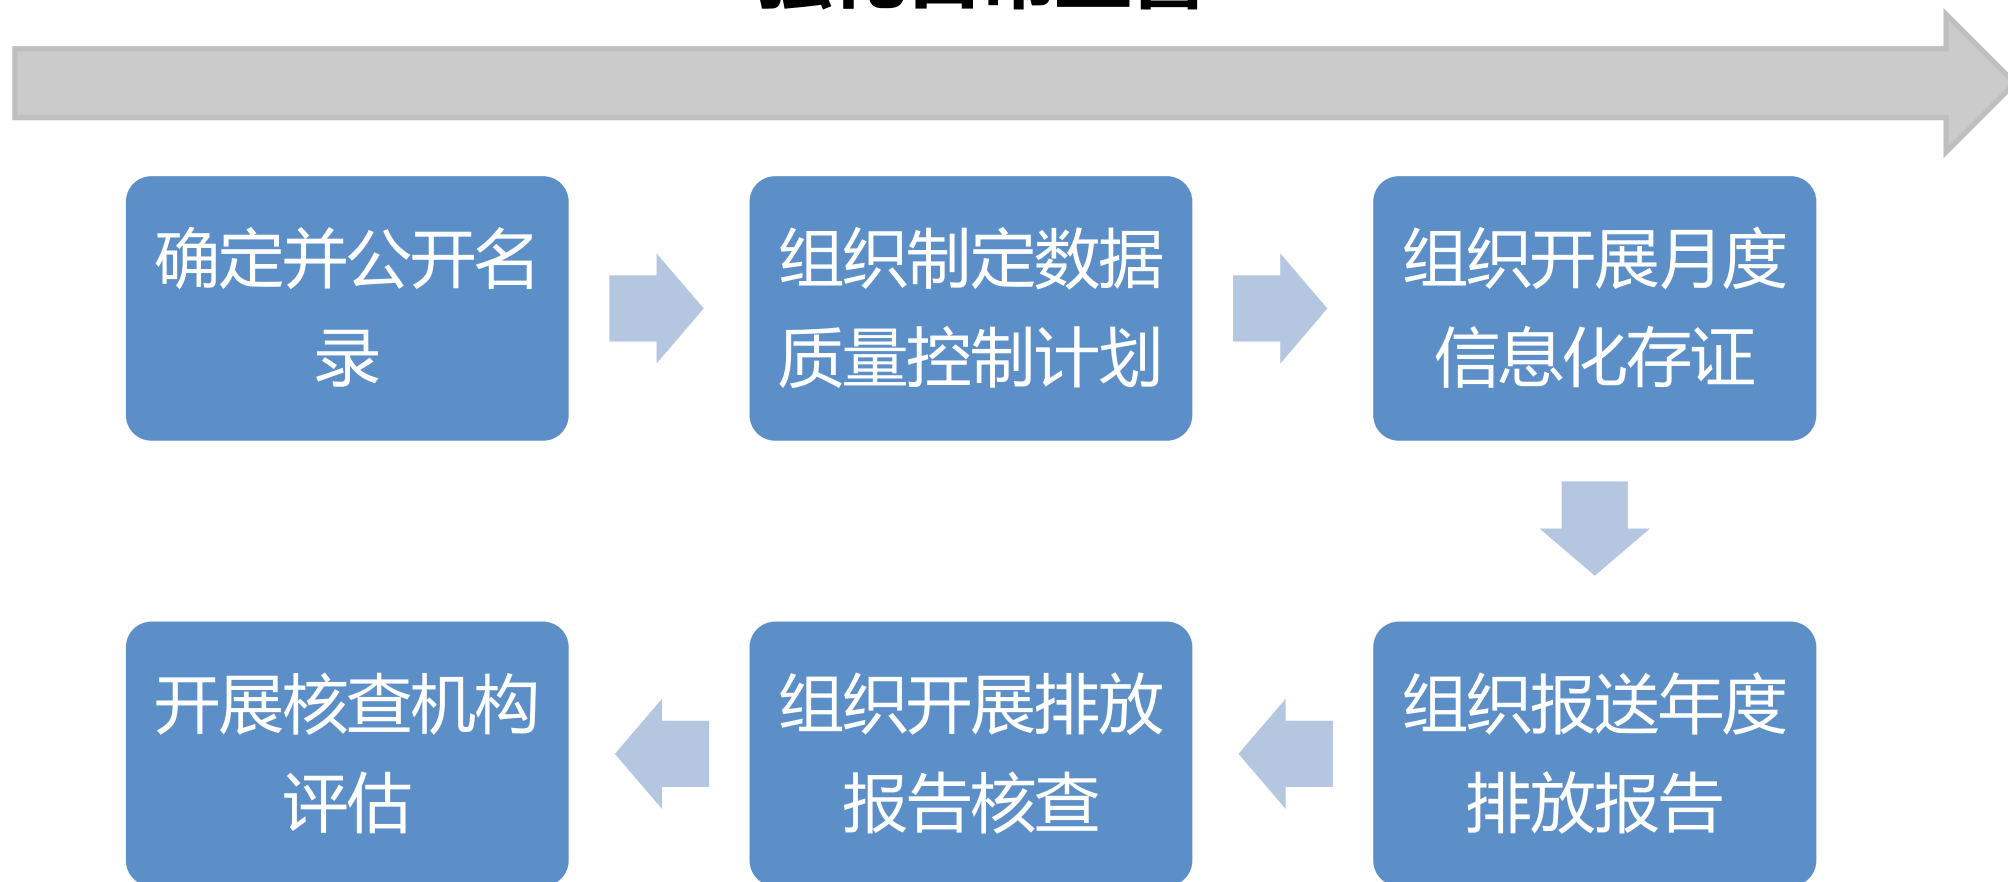 确定并公开名
录
组织制定数据
质量控制计划
组织开展月度
信息化存证
组织报送年度
排放报告
组织开展排放
报告核查
开展核查机构
评估